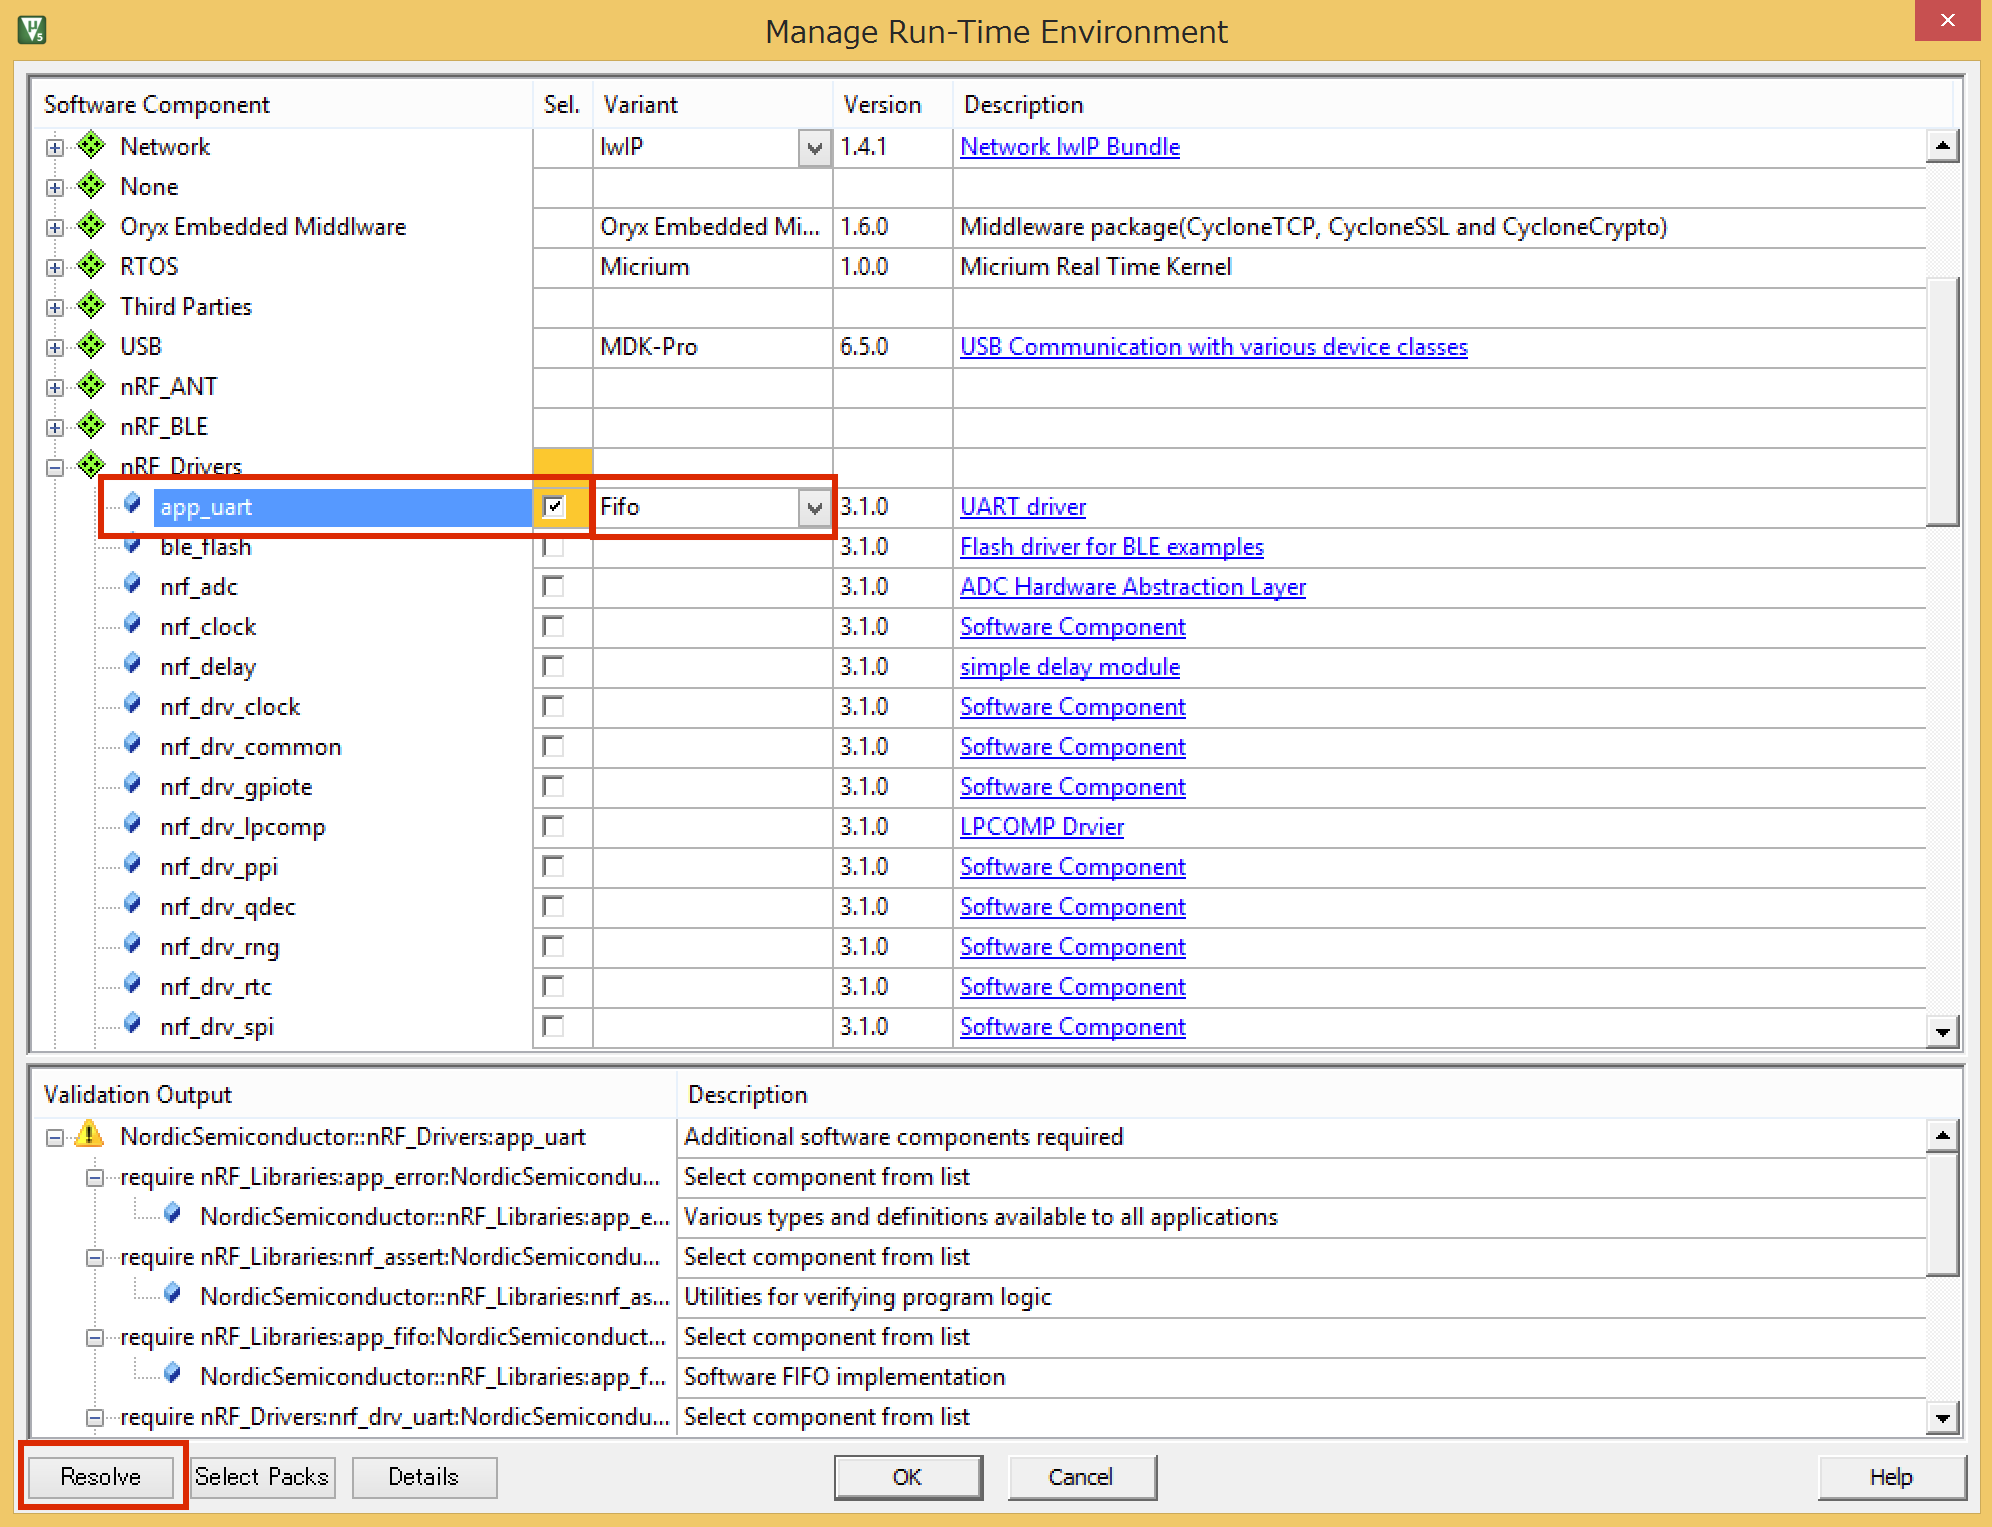 Manage Run-Time Environment
Software Component Sel. Variant Version Description
Network lwIP 1.4.1 Network lwIP Bundle
None
Oryx Embedded Middlware Oryx Embedded Mi... 1.6.0 Middleware package(CycloneTCP, CycloneSSL and CycloneCrypto)
RTOS Micrium 1.0.0 Micrium Real Time Kernel
Third Parties
USB MDK-Pro 6.5.0 USB Communication with various device classes
nRF_ANT
nRF_BLE
nRF_Drivers
app_uart Fifo 3.1.0 UART driver
ble_flash 3.1.0 Flash driver for BLE examples
nrf_adc 3.1.0 ADC Hardware Abstraction Layer
nrf_clock 3.1.0 Software Component
nrf_delay 3.1.0 simple delay module
nrf_drv_clock 3.1.0 Software Component
nrf_drv_common 3.1.0 Software Component
nrf_drv_gpiote 3.1.0 Software Component
nrf_drv_lpcomp 3.1.0 LPCOMP Drvier
nrf_drv_ppi 3.1.0 Software Component
nrf_drv_qdec 3.1.0 Software Component
nrf_drv_rng 3.1.0 Software Component
nrf_drv_rtc 3.1.0 Software Component
nrf_drv_spi 3.1.0 Software Component
Validation Output Description
NordicSemiconductor::nRF_Drivers:app_uart Additional software components required
require nRF_Libraries:app_error:NordicSemicondu... Select component from list
NordicSemiconductor::nRF_Libraries:app_e... Various types and definitions available to all applications
require nRF_Libraries:nrf_assert:NordicSemicondu... Select component from list
NordicSemiconductor::nRF_Libraries:nrf_as... Utilities for verifying program logic
require nRF_Libraries:app_fifo:NordicSemiconduct... Select component from list
NordicSemiconductor::nRF_Libraries:app_f... Software FIFO implementation
require nRF_Drivers:nrf_drv_uart:NordicSemicondu... Select component from list
Resolve Select Packs Details OK Cancel Help